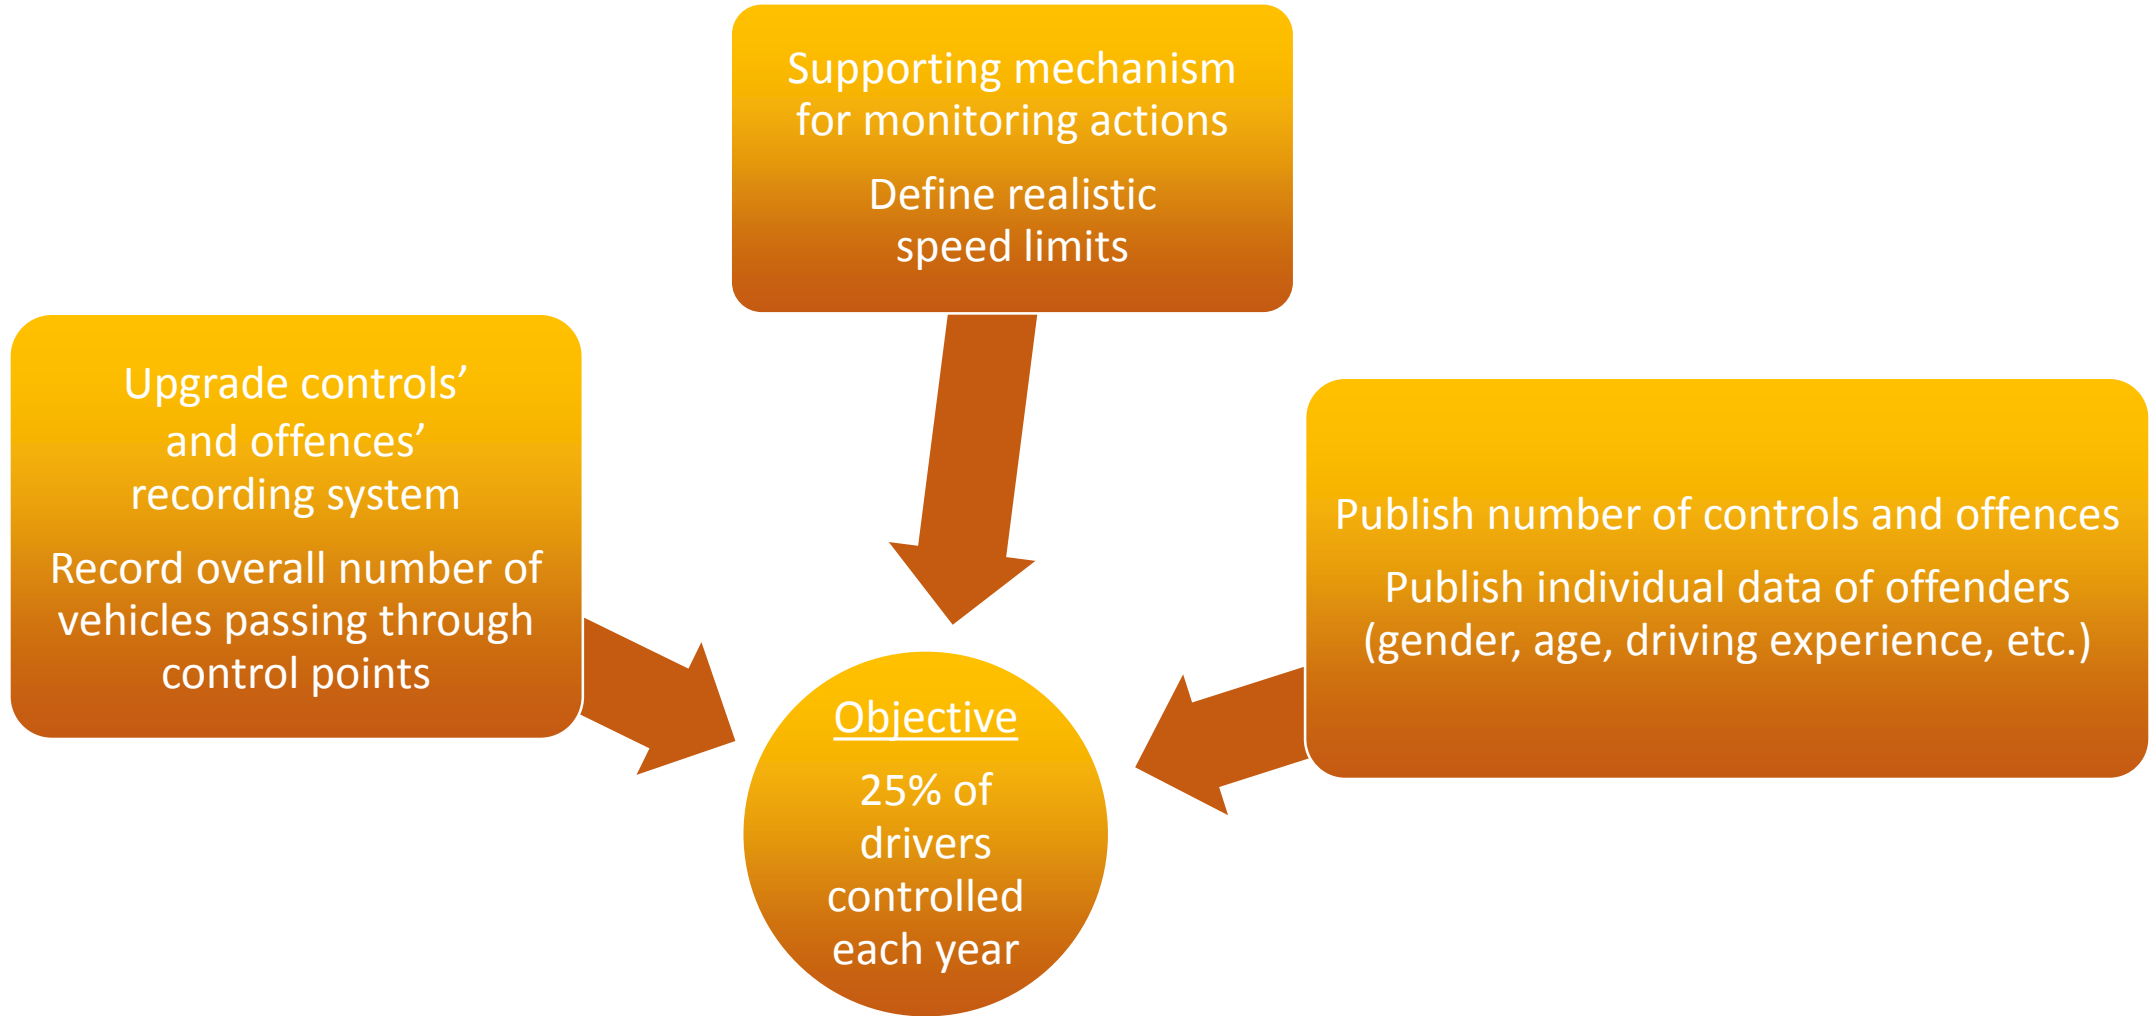 Supporting mechanism
for monitoring actions
Define realistic
speed limits
Upgrade controls’
and offences’
recording system
Record overall number of
vehicles passing through
control points
Publish number of controls and offences
Publish individual data of offenders
(gender, age, driving experience, etc.)
Objective
25% of
drivers
controlled
each year